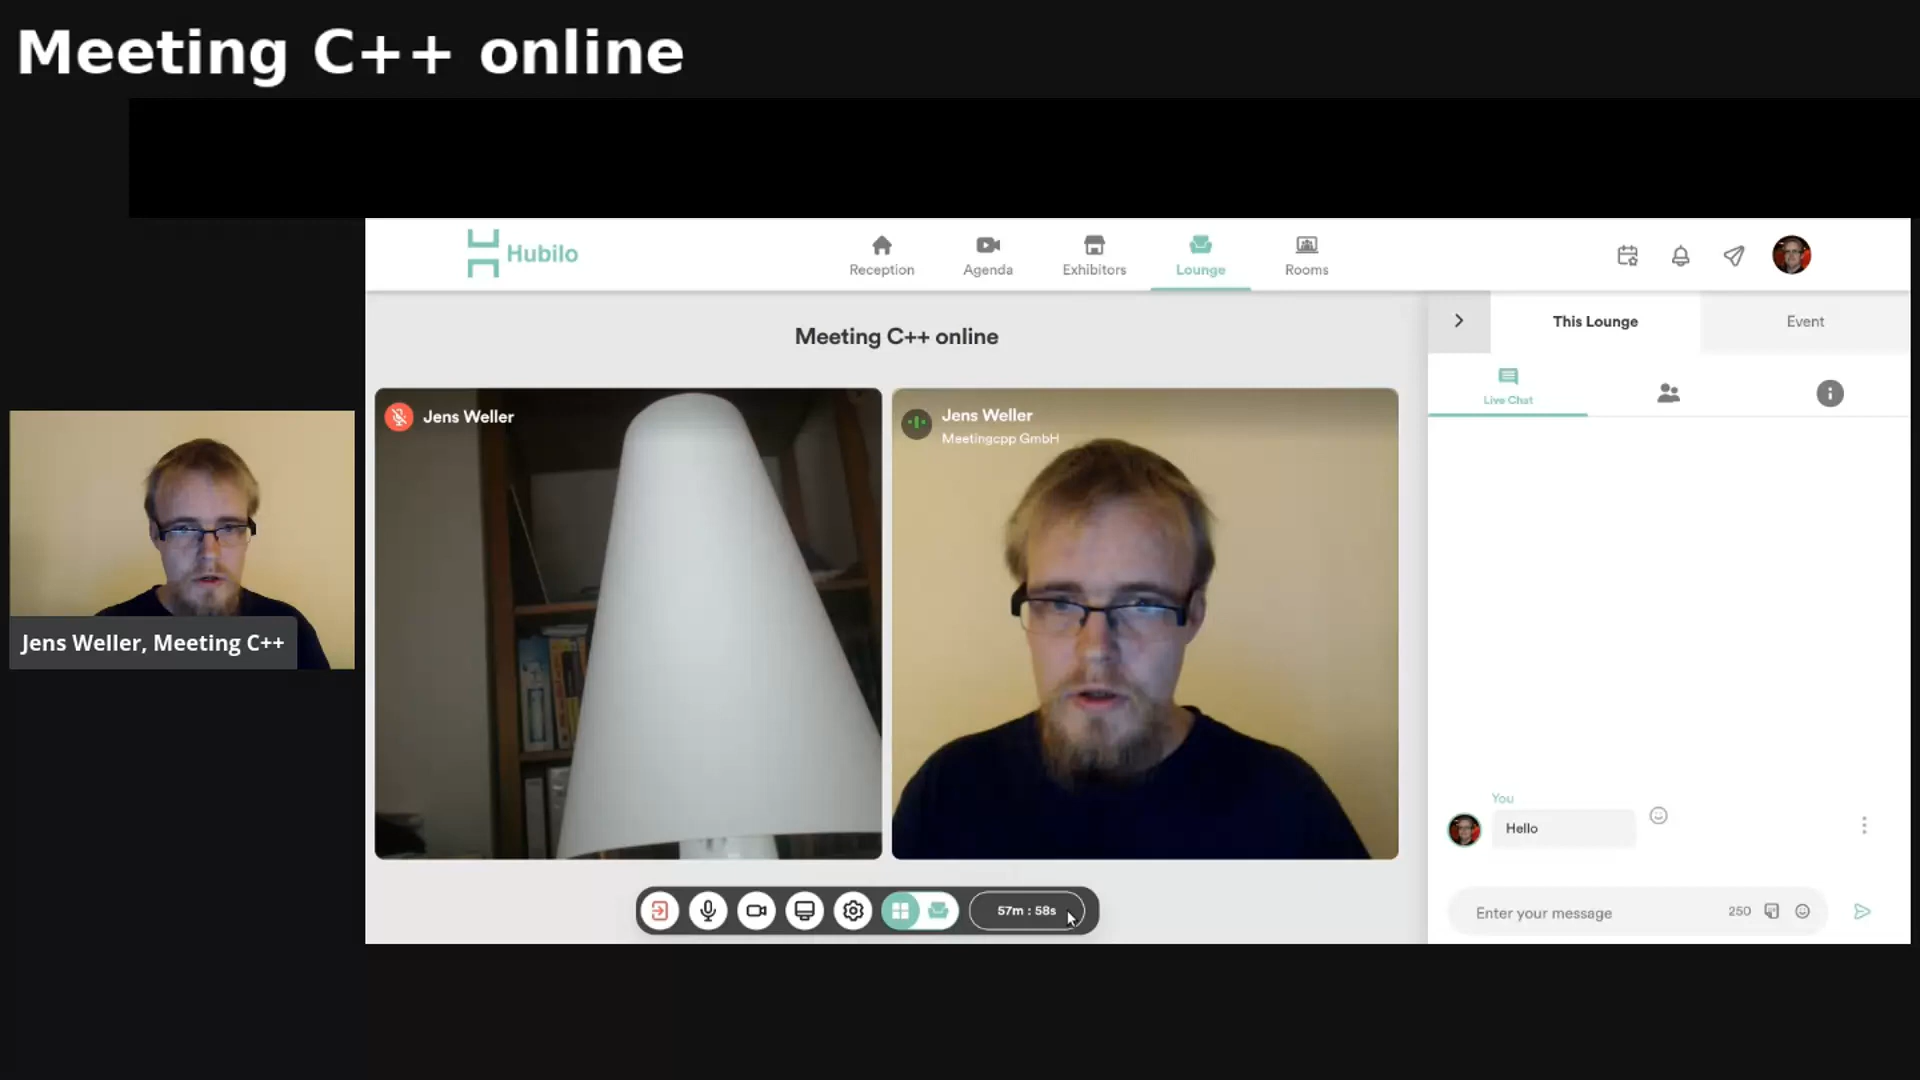 Meeting C++ online
Hubilo
Reception
Agenda
Exhibitors
Lounge
Rooms
Meeting C++ online
This Lounge
Event
Live Chat
Jens Weller
Jens Weller
Meetingcpp GmbH
Jens Weller, Meeting C++
You
Hello
57m : 58s
Enter your message
250